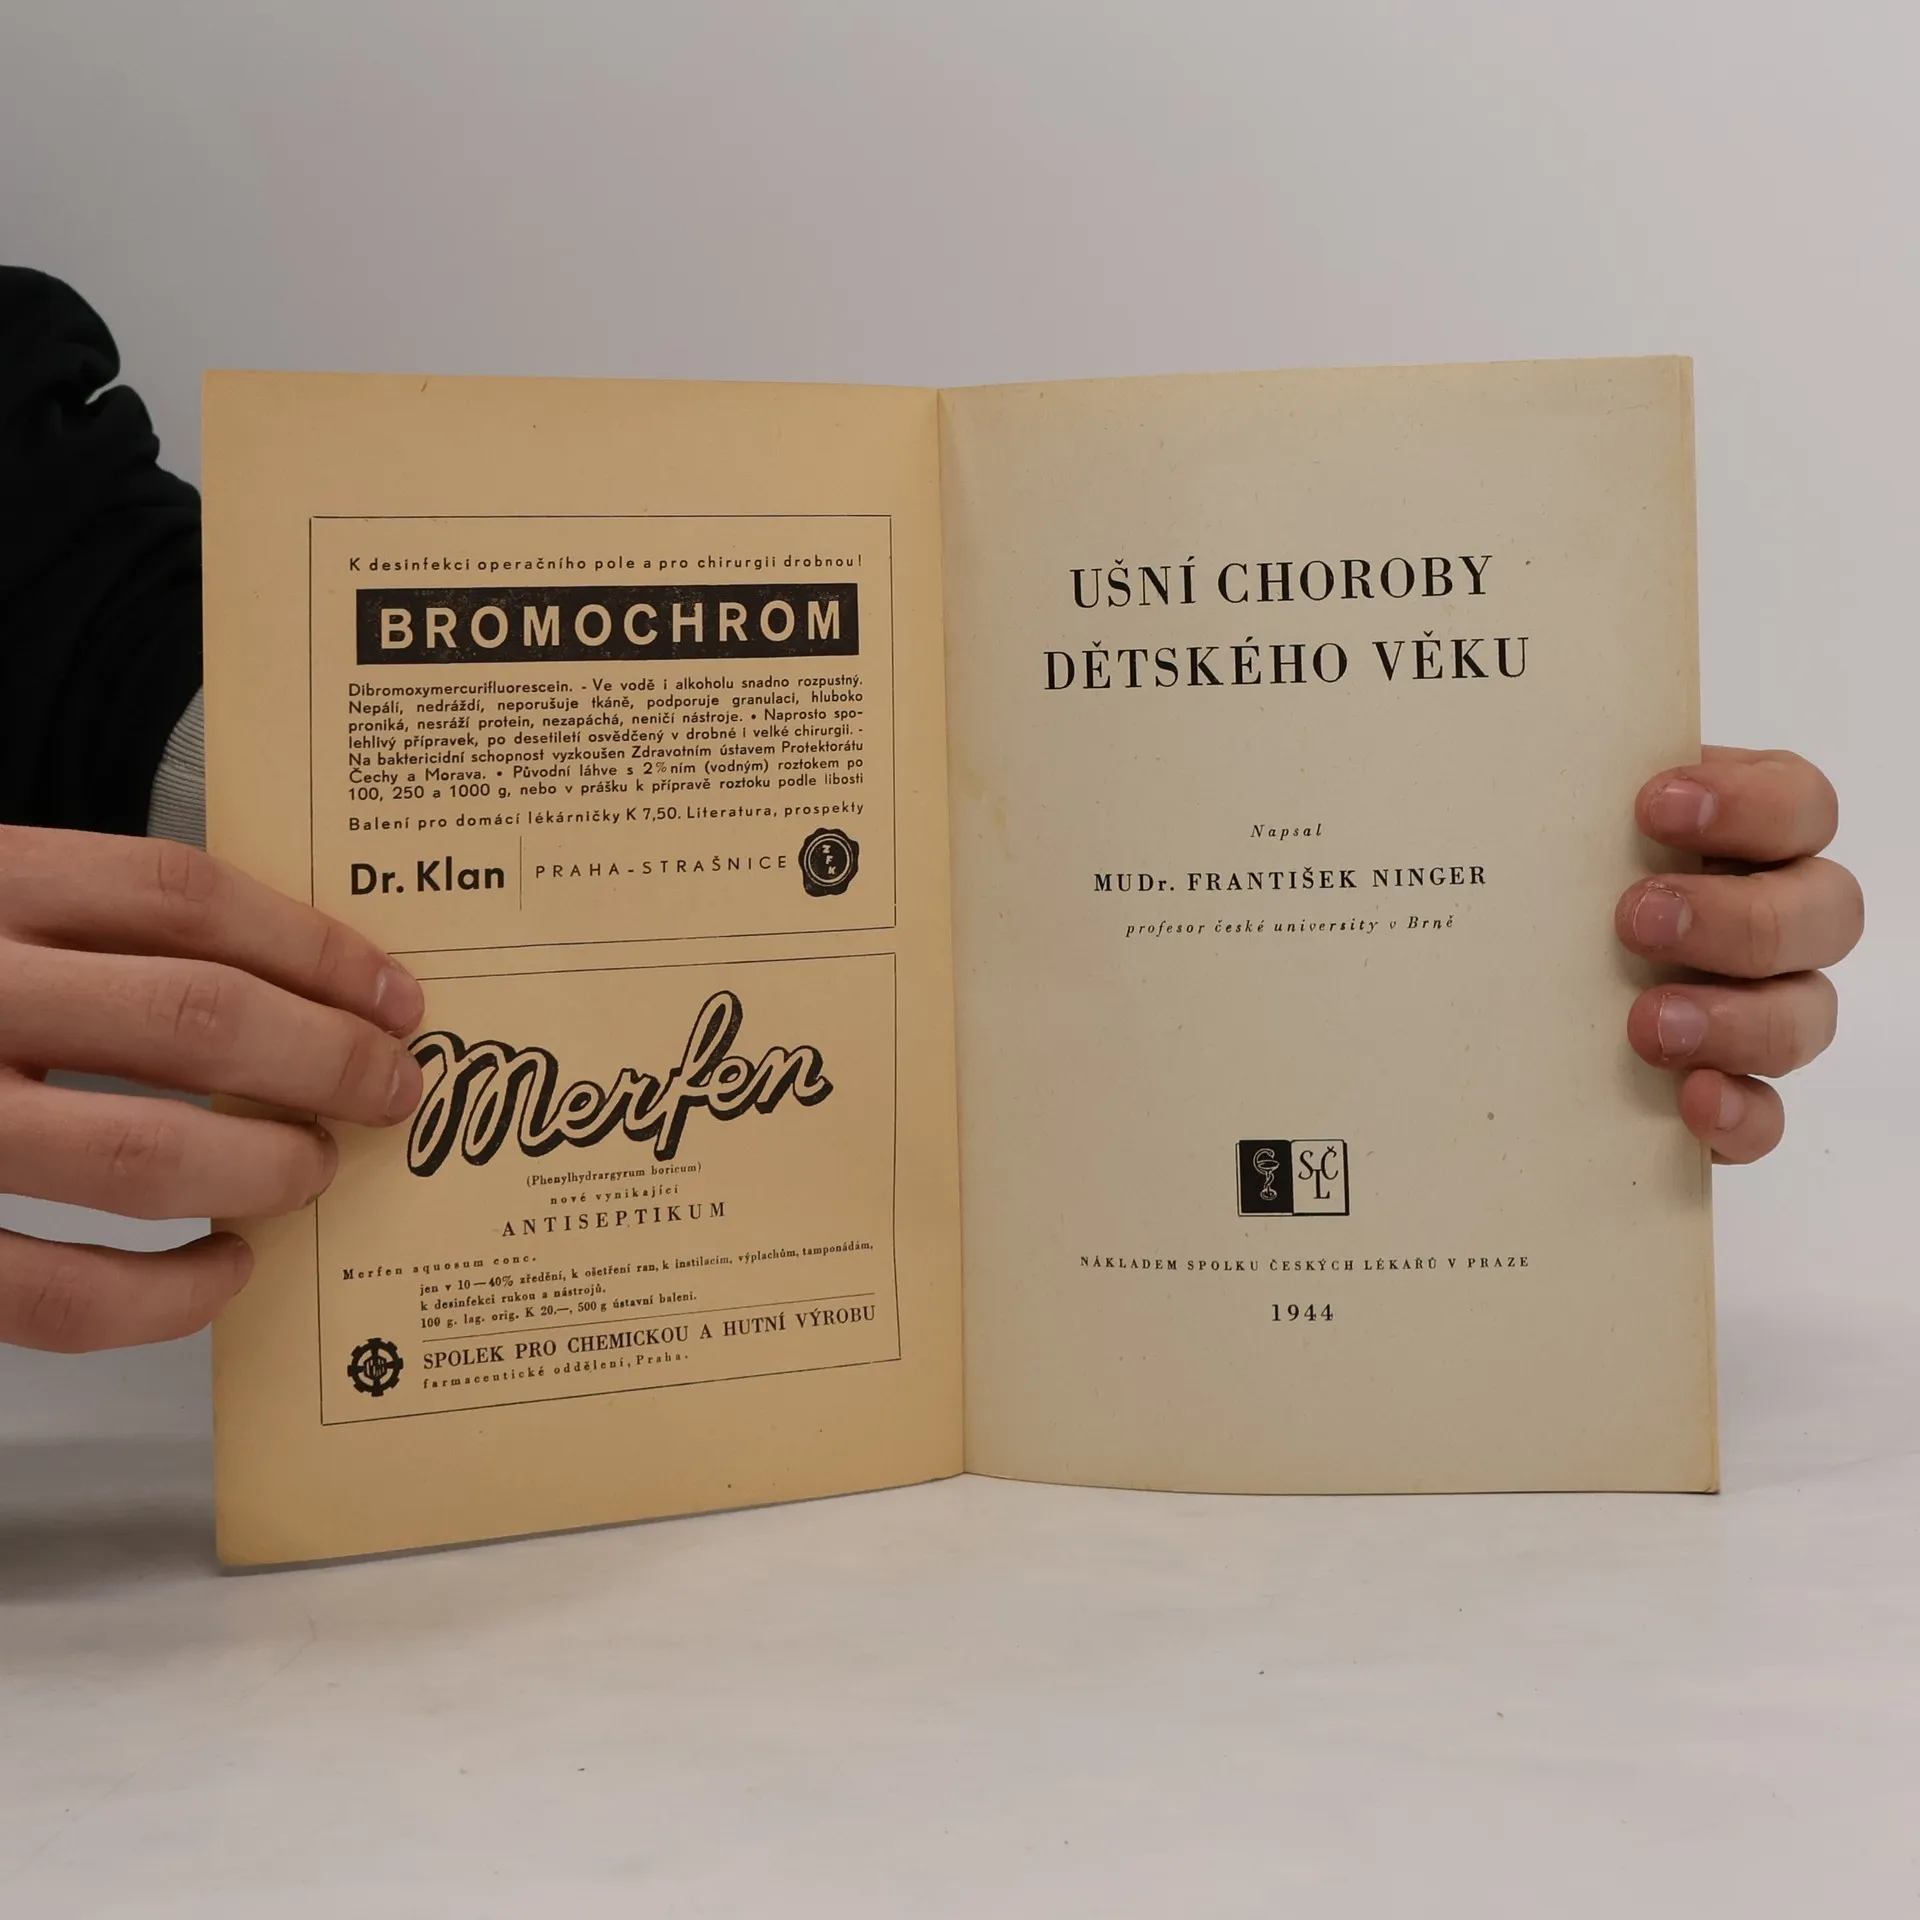 K desinfekci operačního pole a pro chirurgii drobnou!
BROMOCHROM
Dibromoxymercurifluorescein. - Ve vodě i alkoholu snadno rozpustný.
Nepálí, nedráždí, neporušuje tkáně, podporuje granulaci, hluboko
proniká, nesráží protein, nezapáchá, neničí nástroje. • Naprosto spo-
lehlivý přípravek, po desetiletí osvědčený v drobné i velké chirurgii. -
Na baktericidní schopnost vyzkoušen Zdravotním ústavem Protektorátu
Čechy a Morava. • Původní láhve s 2%ním (vodným) roztokem po
100, 250 a 1000 g, nebo v prášku k přípravě roztoku podle libosti
Balení pro domácí lékárničky K 7,50. Literatura, prospekty
Dr. Klan
PRAHA-STRAŠNICE
Z
F
K
Merfen
(Phenylhydrargyrum boricum)
nové vynikající
ANTISEPTIKUM
Merfen aquosum conc.
jen v 10—40% zředění, k ošetření ran, k instilacím, výplachům, tamponádám,
k desinfekci rukou a nástrojů.
100 g. lag. orig. K 20.—, 500 g ústavní balení.
SPOLEK PRO CHEMICKOU A HUTNÍ VÝROBU
farmaceutické oddělení, Praha.
UŠNÍ CHOROBY
DĚTSKÉHO VĚKU
Napsal
MUDr. FRANTIŠEK NINGER
profesor české university v Brně
SČL
NÁKLADEM SPOLKU ČESKÝCH LÉKAŘŮ V PRAZE
1944